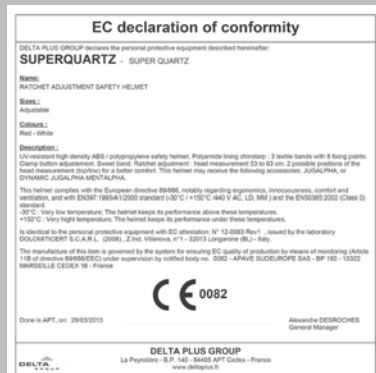 EC declaration of conformity
DELTA PLUS GROUP declares the personal protective equipment described hereinafter:
SUPERQUARTZ - SUPER QUARTZ
Name:
RATCHET ADJUSTMENT SAFETY HELMET
Sizes :
Adjustable
Colours :
Red - White
Description :
UV-resistant high density ABS / polypropylene safety helmet. Polyamide lining chinstarp : 3 textile bands with 8 fixing points.
Clamp button adjustement. Sweat band. Ratchet adjustment : head measurement 53 to 63 cm. 2 possible positions of the
head measurement (top/low) for a better comfort. This helmet may receive the following accessories: JUGALPHA, or
DYNAMIC JUGALPHA MENTALPHA.
This helmet complies with the European directive 89/686, notably regarding ergonomics, innocuousness, comfort and
ventilation, and with EN397:1995/A1/2000 standard (-30°C / +150°C /440 V AC, LD, MM ) and the EN50365:2002 (Class 0)
standard.
-30°C : Very low temperature; The helmet keeps its performance above these temperatures.
+150°C : Very hight temperature; The helmet keeps its performance under these temperatures.
Is identical to the personal protective equipment with EC attestation: N° 12-0063 Rev1 , issued by the laboratory
DOLOMITICERT S.C.A.R.L. (2008) , Z.ind. Villanova, n°1 - 32013 Longarone (BL) - Italy.
The manufacture of this item is governed by the system for ensuring EC quality of production by means of monitoring (Article
11B of directive 89/686/EEC) under supervision by notified body no. 0082 - APAVE SUDEUROPE SAS - BP 193 - 13322
MARSEILLE CEDEX 16 - France
CE 0082
Done is APT, on: 26/03/2013
Alexandre DESROCHES
General Manager
DELTA PLUS GROUP
La Peyrolière - B.P. 140 - 84405 APT Cedex - France
www.deltaplus.fr
DELTA
GROUP